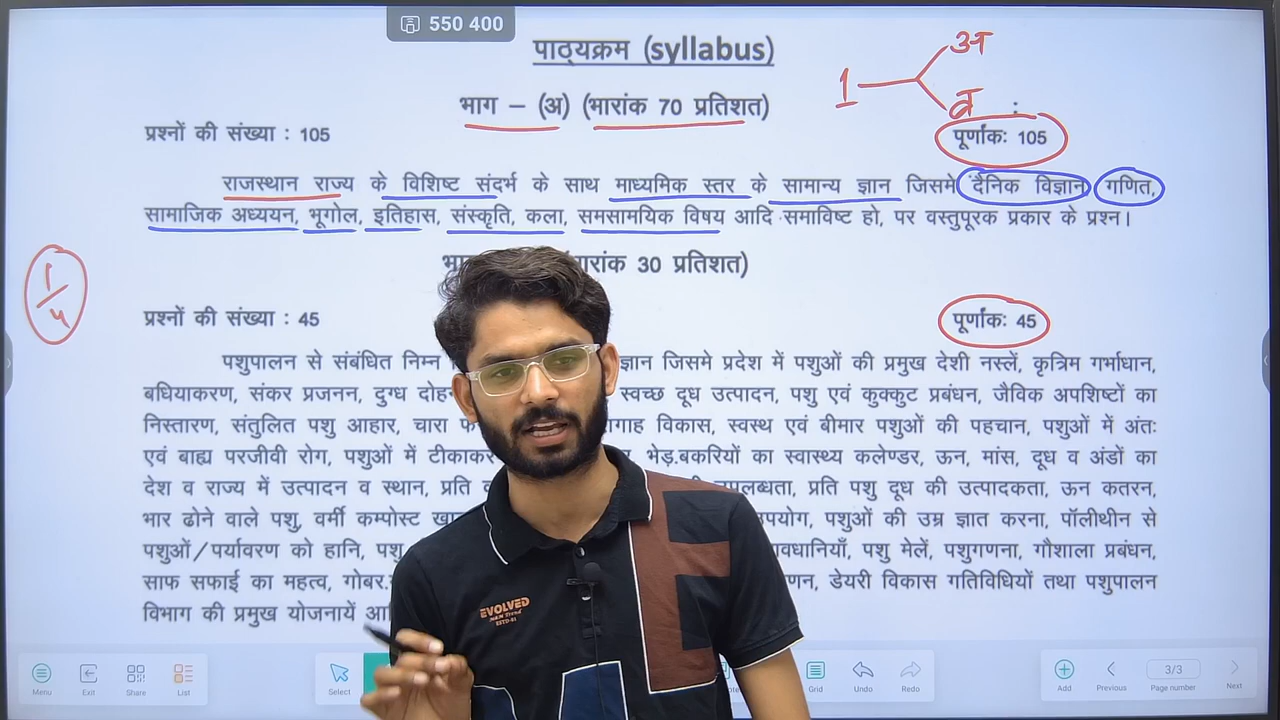 550 400
पाठ्यक्रम (syllabus)
1 अ
ब
भाग – (अ) (भारांक 70 प्रतिशत)
प्रश्नों की संख्या : 105 पूर्णांकः 105
राजस्थान राज्य के विशिष्ट संदर्भ के साथ माध्यमिक स्तर के सामान्य ज्ञान जिसमे दैनिक विज्ञान गणित,
सामाजिक अध्ययन, भूगोल, इतिहास, संस्कृति, कला, समसामयिक विषय आदि समाविष्ट हो, पर वस्तुपूरक प्रकार के प्रश्न।
30 प्रतिशत)
1/4
प्रश्नों की संख्या : 45 पूर्णांकः 45
पशुपालन से संबंधित निम्न ज्ञान जिसमे प्रदेश में पशुओं की प्रमुख देशी नस्लें, कृत्रिम गर्भाधान,
बधियाकरण, संकर प्रजनन, दुग्ध स्वच्छ दूध उत्पादन, पशु एवं कुक्कुट प्रबंधन, जैविक अपशिष्टों का
निस्तारण, संतुलित पशु आहार, चारा विकास, स्वस्थ एवं बीमार पशुओं की पहचान, पशुओं में अंतः
एवं बाह्य परजीवी रोग, पशुओं में भेड़.बकरियों का स्वास्थ्य कलेण्डर, ऊन, मांस, दूध व अंडों का
देश व राज्य में उत्पादन व स्थान, प्रति प्रति पशु दूध की उत्पादकता, ऊन कतरन,
भार ढोने वाले पशु, वर्मी कम्पोस्ट पशुओं की उम्र ज्ञात करना, पॉलीथीन से
पशुओं/पर्यावरण को हानि, पशु मेलें, पशुगणना, गौशाला प्रबंधन,
साफ सफाई का महत्व, डेयरी विकास गतिविधियों तथा पशुपालन
विभाग की प्रमुख योजनायें
EVOLVED
Menu Exit Share List Select Grid Undo Redo Add Previous 3/3 Page number Next